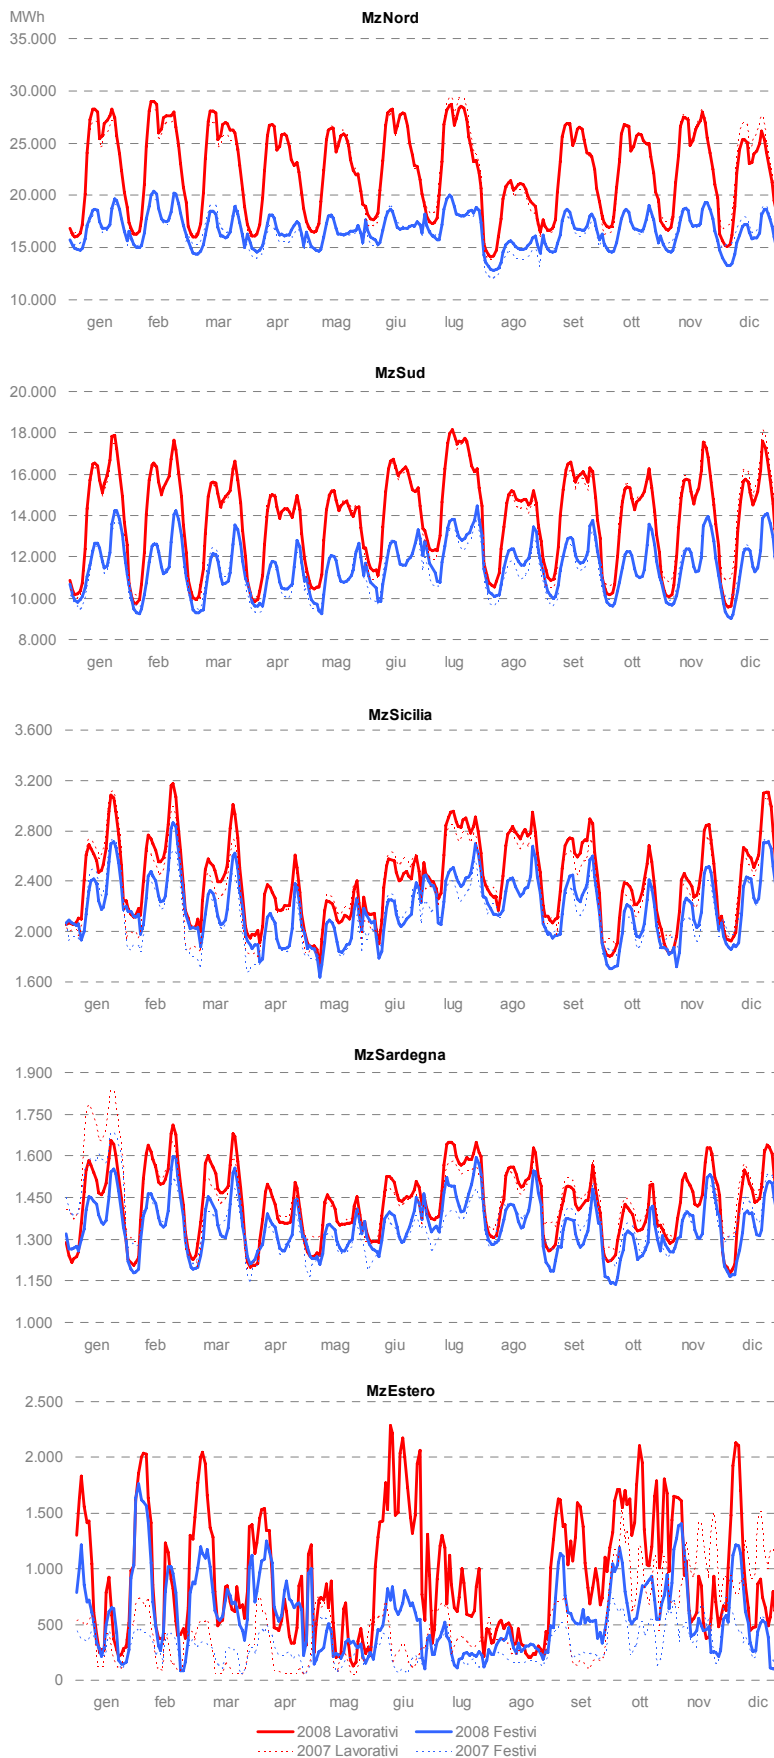 MWh
MzNord
35.000
30.000
25.000
20.000
15.000
10.000
gen feb mar apr mag giu lug ago set ott nov dic
MzSud
20.000
18.000
16.000
14.000
12.000
10.000
8.000
gen feb mar apr mag giu lug ago set ott nov dic
MzSicilia
3.600
3.200
2.800
2.400
2.000
1.600
gen feb mar apr mag giu lug ago set ott nov dic
MzSardegna
1.900
1.750
1.600
1.450
1.300
1.150
1.000
gen feb mar apr mag giu lug ago set ott nov dic
MzEstero
2.500
2.000
1.500
1.000
500
0
gen feb mar apr mag giu lug ago set ott nov dic
2008 Lavorativi 2008 Festivi
2007 Lavorativi 2007 Festivi